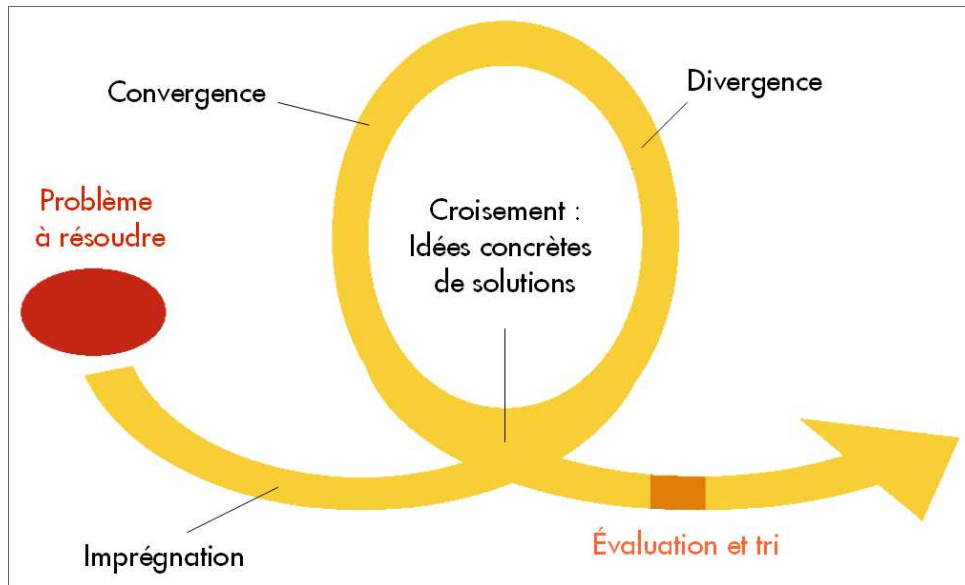 Convergence
Divergence
Problème
à résoudre
Croisement :
Idées concrètes
de solutions
Imprégnation
Évaluation et tri